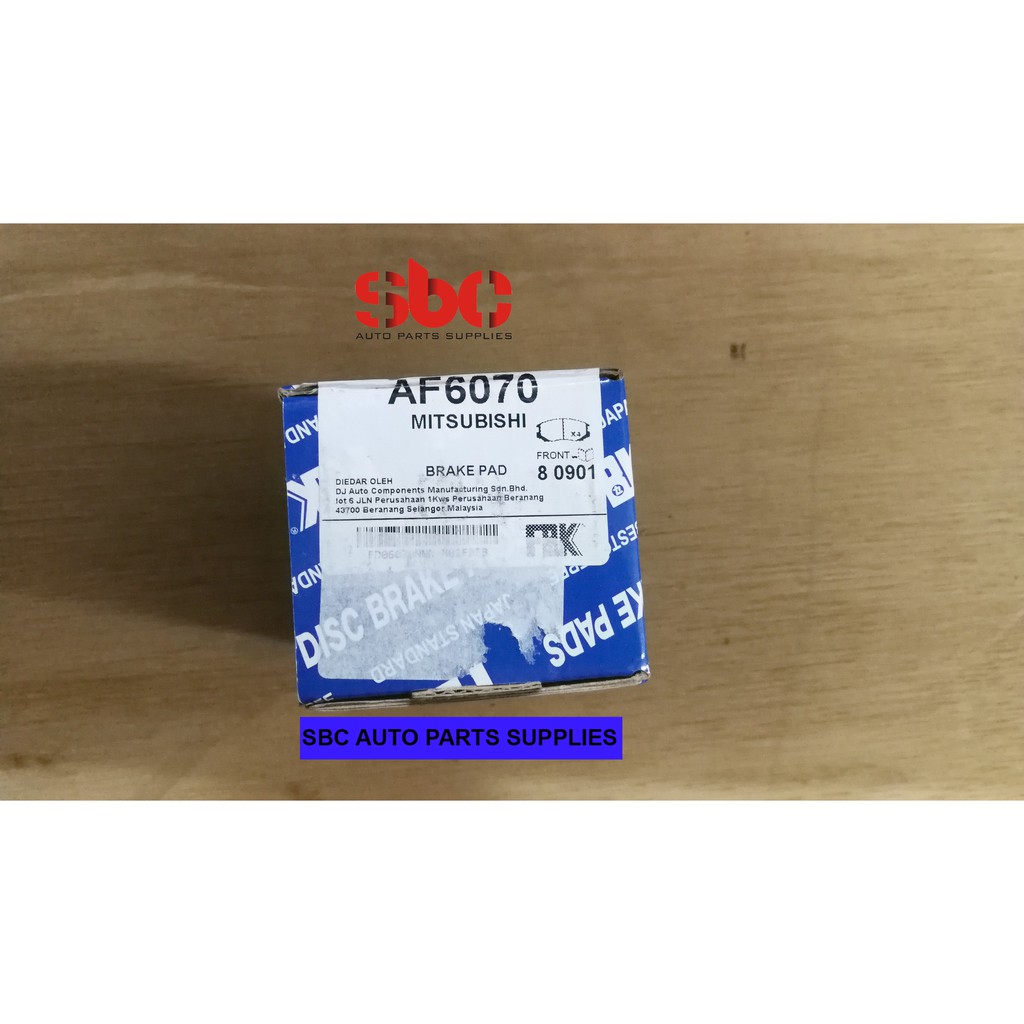 sbc
AUTO PARTS SUPPLIES
AF6070
MITSUBISHI
x4
FRONT
BRAKE PAD
8 0901
DIEDAR OLEH
DJ Auto Components Manufacturing Sdn.Bhd.
lot 6 JLN Perusahaan 1Kws Perusahaan Beranang
43700 Beranang Selangor Malaysia
DISC BRAKE
JAPAN STANDARD
KE PADS
SBC AUTO PARTS SUPPLIES